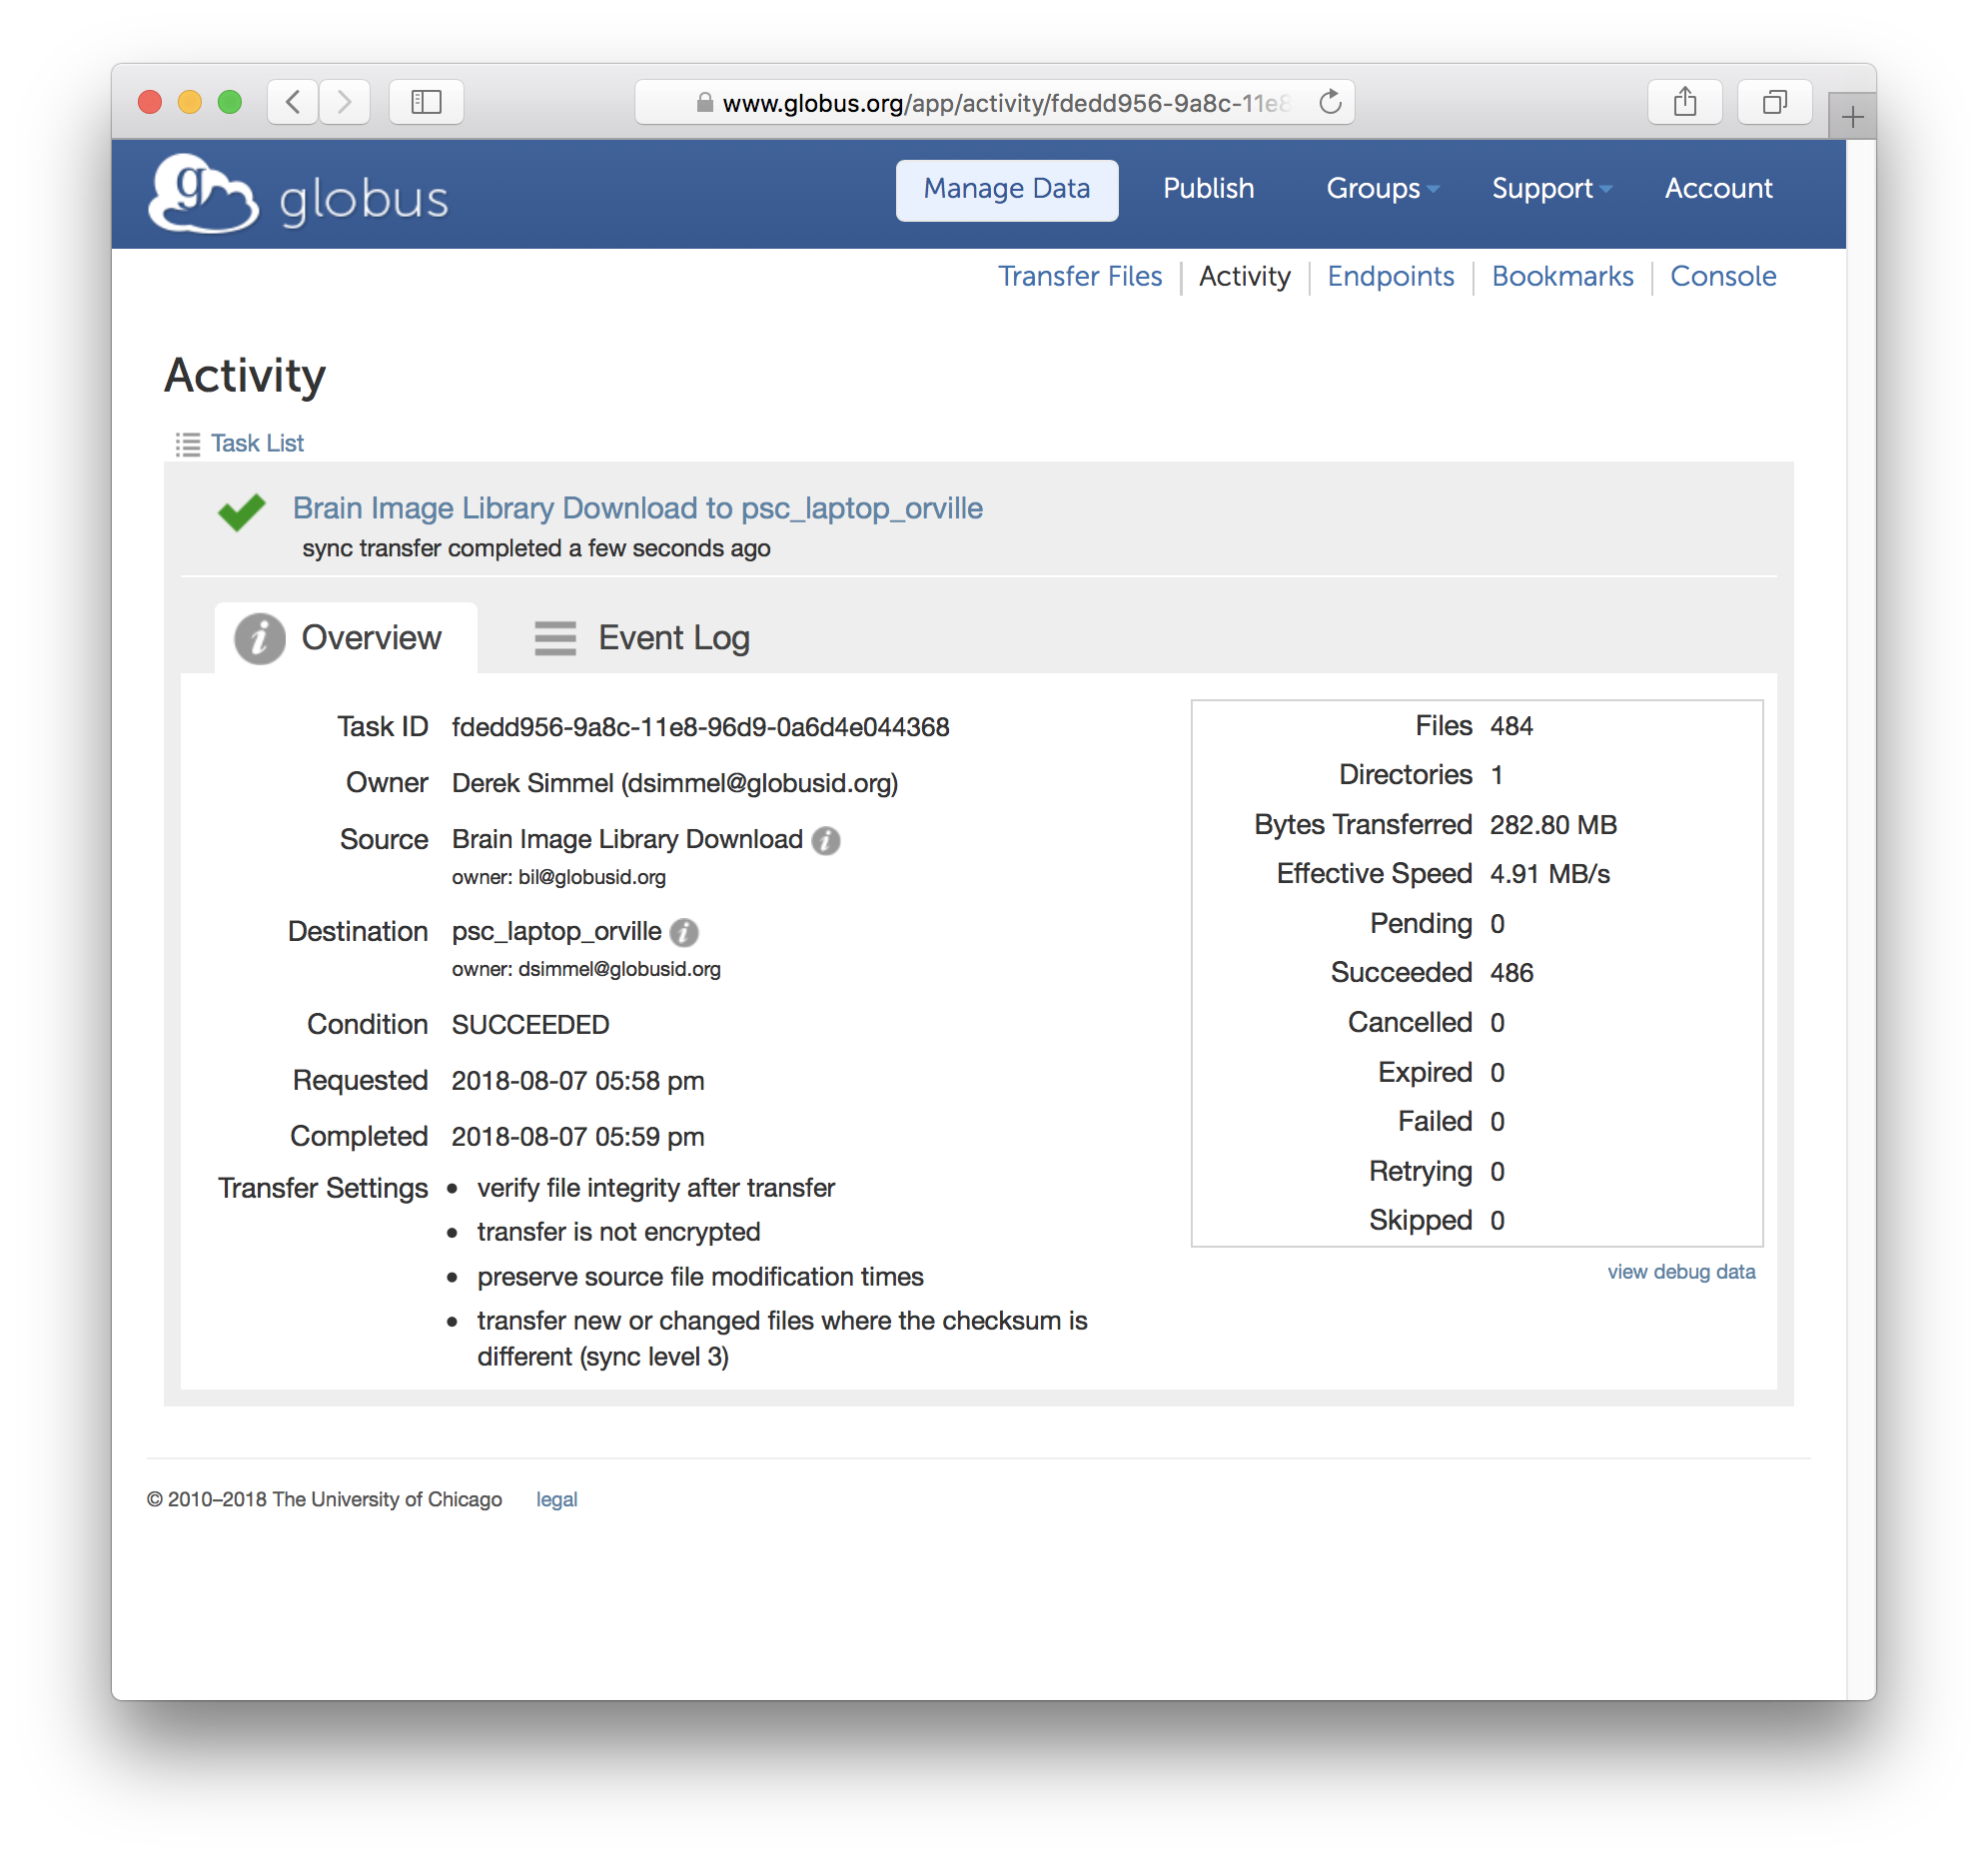 www.globus.org/app/activity/fdedd956-9a8c-11e8
globus
Manage Data Publish Groups Support Account
Transfer Files Activity Endpoints Bookmarks Console
Activity
Task List
Brain Image Library Download to psc_laptop_orville
sync transfer completed a few seconds ago
Overview Event Log
Task ID fdedd956-9a8c-11e8-96d9-0a6d4e044368
Owner Derek Simmel (dsimmel@globusid.org)
Source Brain Image Library Download
owner: bil@globusid.org
Destination psc_laptop_orville
owner: dsimmel@globusid.org
Condition SUCCEEDED
Requested 2018-08-07 05:58 pm
Completed 2018-08-07 05:59 pm
Transfer Settings • verify file integrity after transfer
• transfer is not encrypted
• preserve source file modification times
• transfer new or changed files where the checksum is
different (sync level 3)
Files 484
Directories 1
Bytes Transferred 282.80 MB
Effective Speed 4.91 MB/s
Pending 0
Succeeded 486
Cancelled 0
Expired 0
Failed 0
Retrying 0
Skipped 0
view debug data
© 2010–2018 The University of Chicago legal